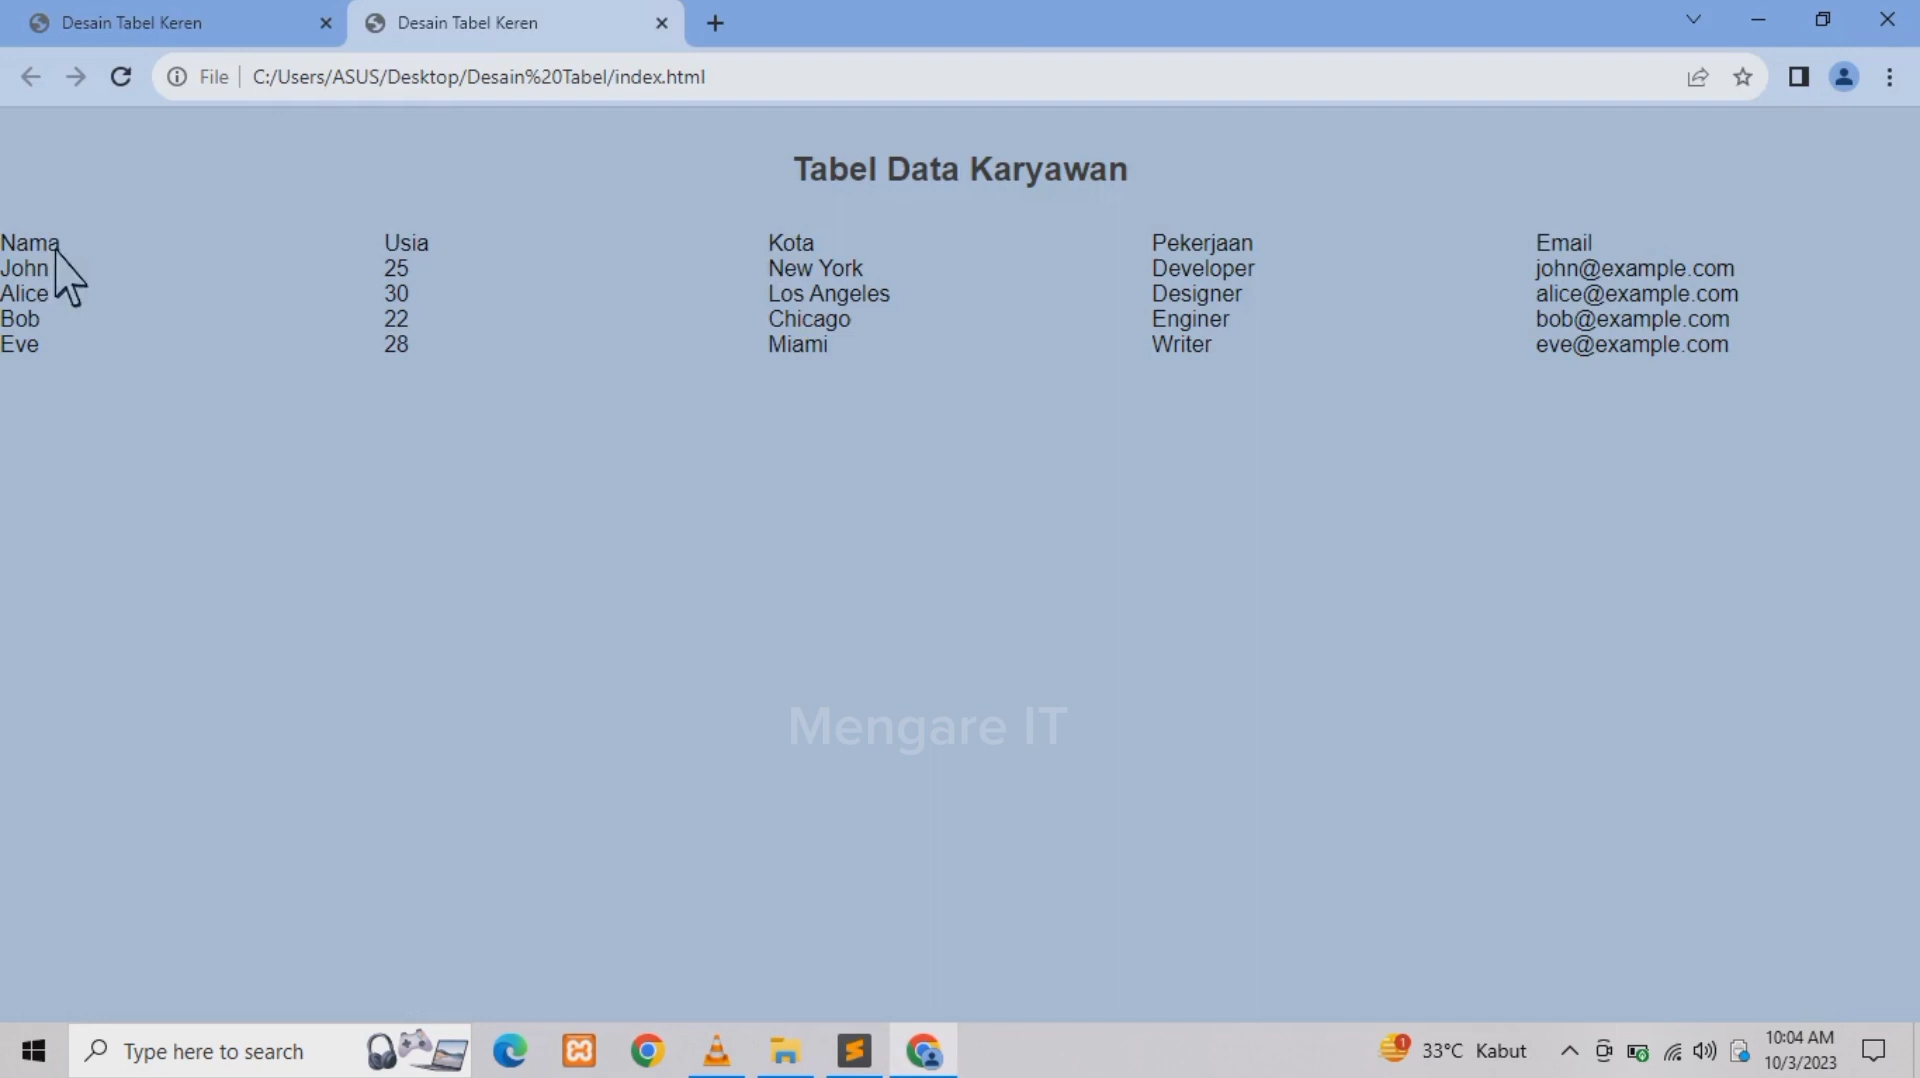 Desain Tabel Keren
Desain Tabel Keren
File
C:/Users/ASUS/Desktop/Desain%20Tabel/index.html
Tabel Data Karyawan
Nama Usia Kota Pekerjaan Email
John 25 New York Developer john@example.com
Alice 30 Los Angeles Designer alice@example.com
Bob 22 Chicago Enginer bob@example.com
Eve 28 Miami Writer eve@example.com
Mengare IT
Type here to search
1
33°C Kabut
10:04 AM
10/3/2023